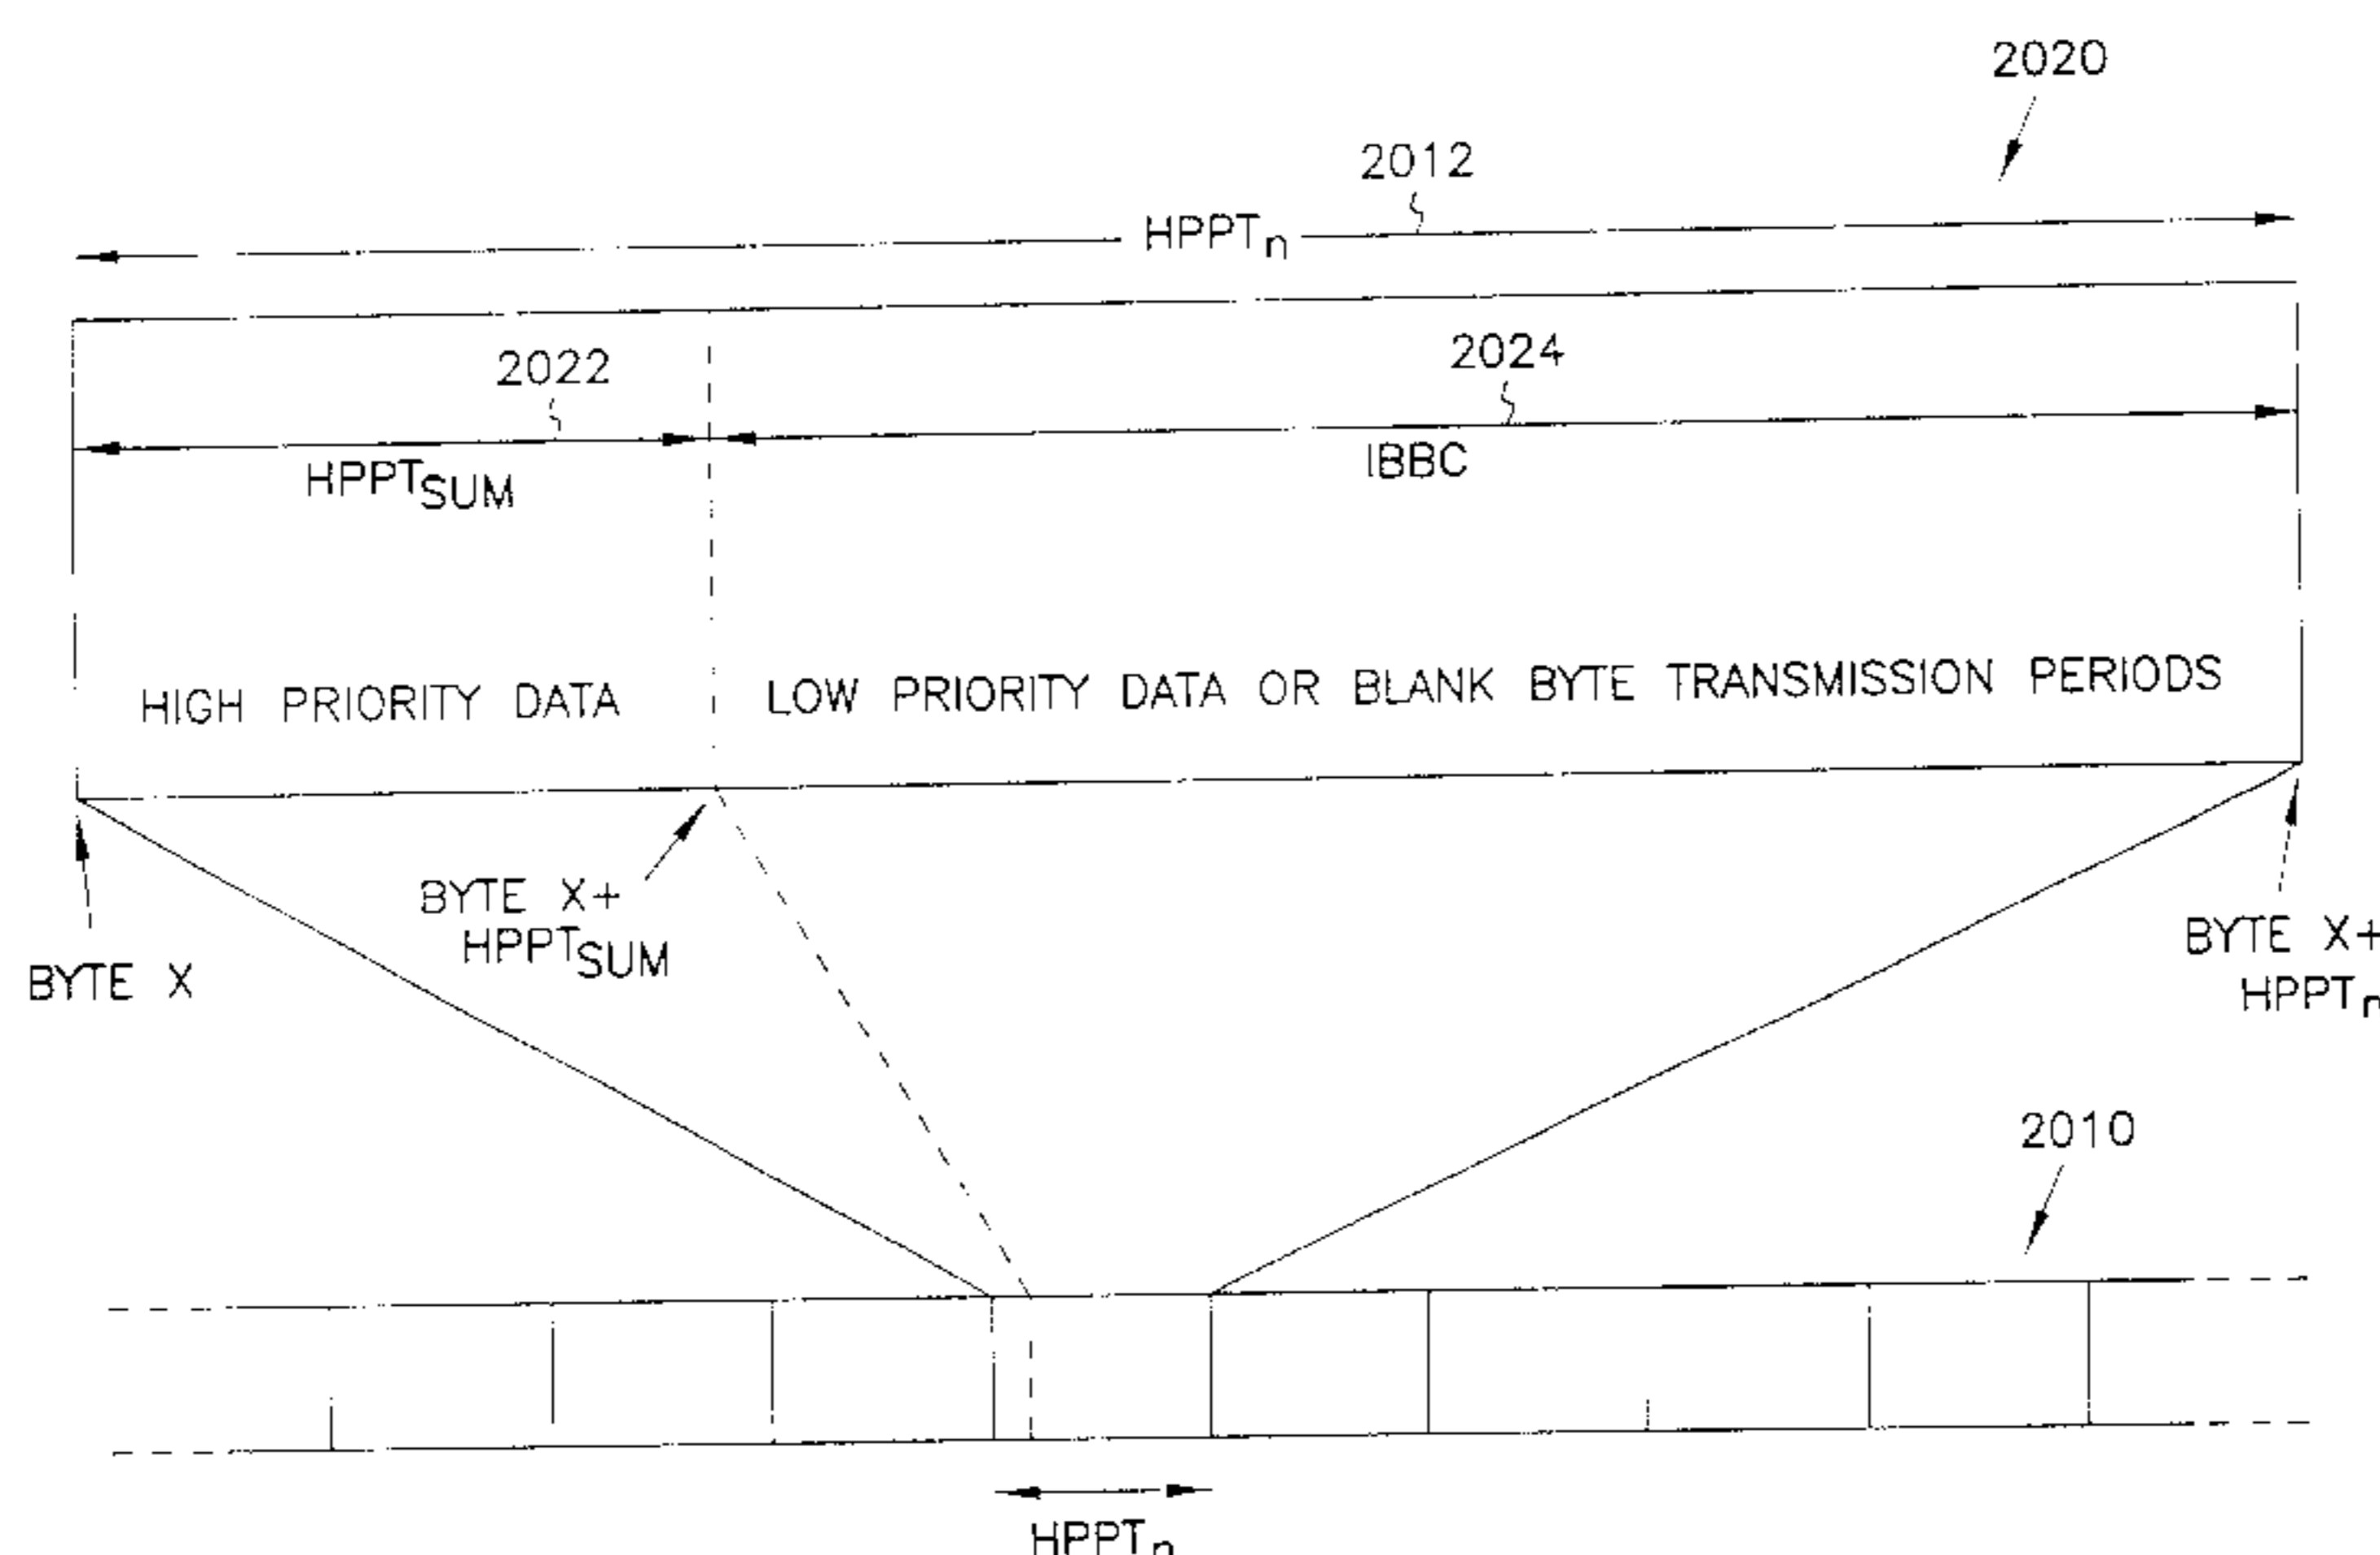 2020
2012
HPPTn
2022
2024
HPPTSUM
IBBC
HIGH PRIORITY DATA
LOW PRIORITY DATA OR BLANK BYTE TRANSMISSION PERIODS
BYTE X
BYTE X+
HPPTSUM
BYTE X+
HPPTn
2010
HPPTn